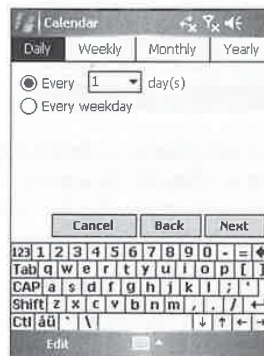 Calendar
Daily Weekly Monthly Yearly
Every 1 day(s)
Every weekday
Cancel Back Next
123 1 2 3 4 5 6 7 8 9 0 - =
Tab q w e r t y u i o p [ ]
CAP a s d f g h j k l ; '
Shift z x c v b n m , . /
Ctl áü ` \
Edit